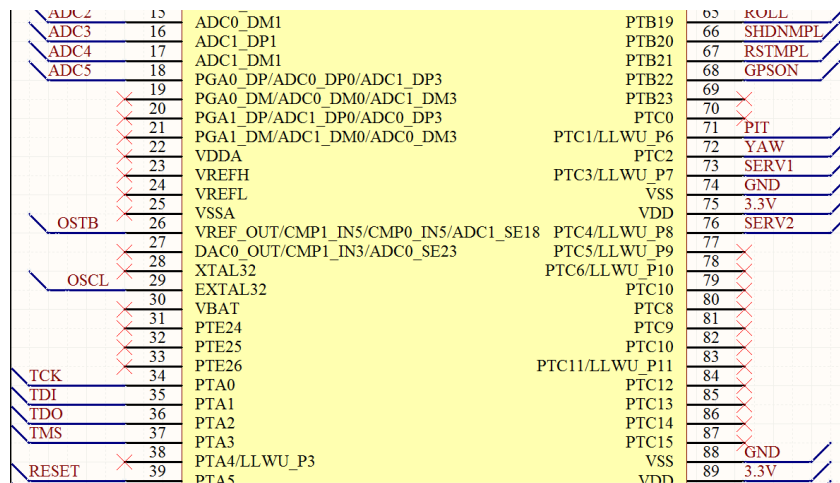 ADC2 15 ADC0_DM1 PTB19 65 ROLL
ADC3 16 ADC1_DP1 PTB20 66 SHDNMPL
ADC4 17 ADC1_DM1 PTB21 67 RSTMPL
ADC5 18 PGA0_DP/ADC0_DP0/ADC1_DP3 PTB22 68 GPSON
19 PGA0_DM/ADC0_DM0/ADC1_DM3 PTB23 69
20 PGA1_DP/ADC1_DP0/ADC0_DP3 PTC0 70
21 PGA1_DM/ADC1_DM0/ADC0_DM3 PTC1/LLWU_P6 71 PIT
22 VDDA PTC2 72 YAW
23 VREFH PTC3/LLWU_P7 73 SERV1
24 VREFL VSS 74 GND
25 VSSA VDD 75 3.3V
OSTB 26 VREF_OUT/CMP1_IN5/CMP0_IN5/ADC1_SE18 PTC4/LLWU_P8 76 SERV2
27 DAC0_OUT/CMP1_IN3/ADC0_SE23 PTC5/LLWU_P9 77
28 XTAL32 PTC6/LLWU_P10 78
OSCL 29 EXTAL32 PTC10 79
30 VBAT PTC8 80
31 PTE24 PTC9 81
32 PTE25 PTC10 82
33 PTE26 PTC11/LLWU_P11 83
TCK 34 PTA0 PTC12 84
TDI 35 PTA1 PTC13 85
TDO 36 PTA2 PTC14 86
TMS 37 PTA3 PTC15 87
38 PTA4/LLWU_P3 VSS 88 GND
RESET 39 PTA5 VDD 89 3.3V